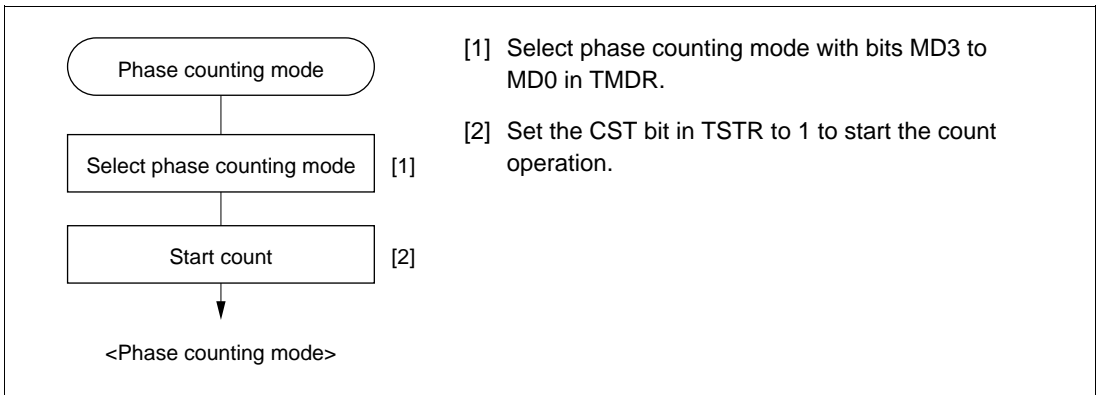 Phase counting mode
Select phase counting mode [1]
Start count [2]
<Phase counting mode>
[1] Select phase counting mode with bits MD3 to
MD0 in TMDR.
[2] Set the CST bit in TSTR to 1 to start the count
operation.